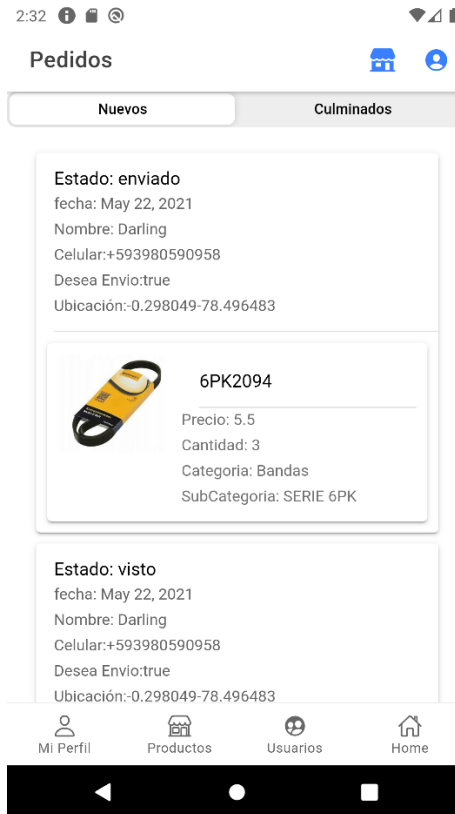 2:32
Pedidos
Nuevos
Culminados
Estado: enviado
fecha: May 22, 2021
Nombre: Darling
Celular:+593980590958
Desea Envio:true
Ubicación:-0.298049-78.496483
6PK2094
Precio: 5.5
Cantidad: 3
Categoria: Bandas
SubCategoria: SERIE 6PK
Estado: visto
fecha: May 22, 2021
Nombre: Darling
Celular:+593980590958
Desea Envio:true
Ubicación:-0.298049-78.496483
Mi Perfil
Productos
Usuarios
Home